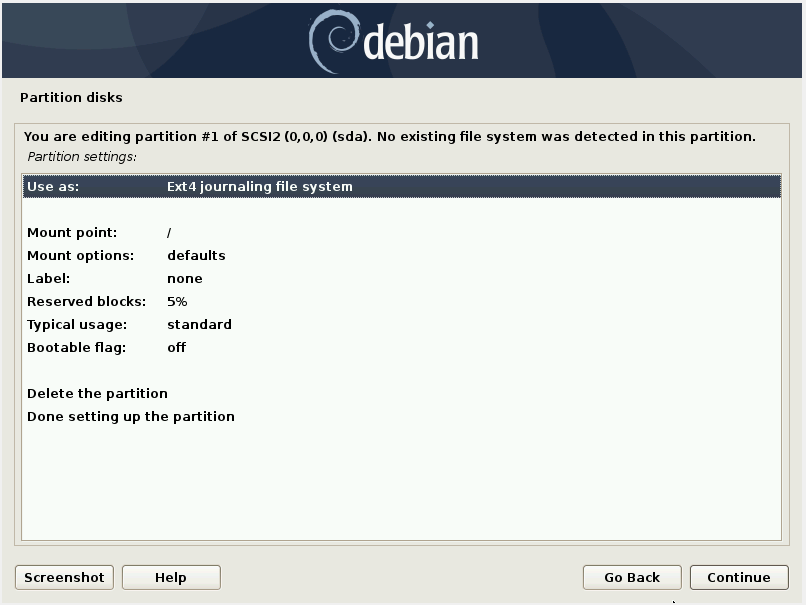 debian
Partition disks
You are editing partition #1 of SCSI2 (0,0,0) (sda). No existing file system was detected in this partition.
Partition settings:
Use as: Ext4 journaling file system
Mount point: /
Mount options: defaults
Label: none
Reserved blocks: 5%
Typical usage: standard
Bootable flag: off
Delete the partition
Done setting up the partition
Screenshot Help Go Back Continue